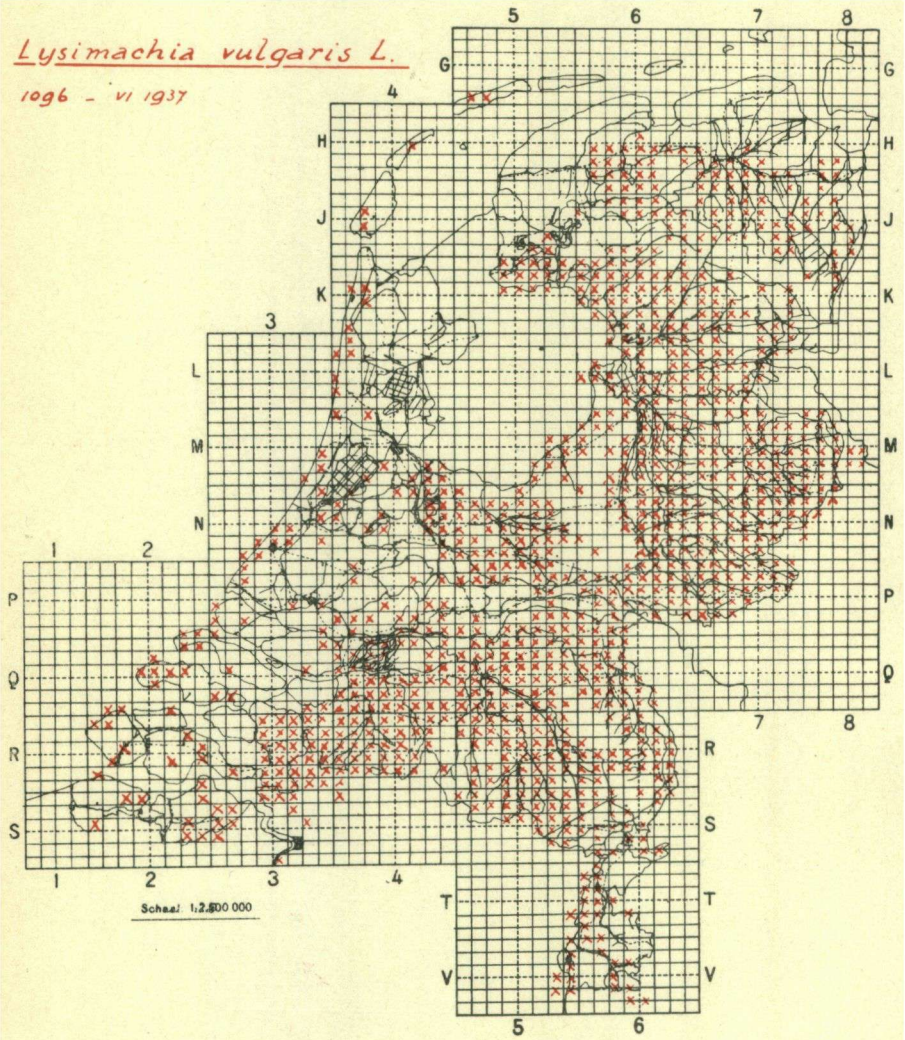 Lysimachia vulgaris L.
1096 - VI 1937
5 6 7 8
G G
4
H H
J J
K K
3
L L
M M
N N
1 2
P P
Q Q
7 8
R R
S S
1 2 3 4
T T
Schaal 1:2.500 000
V V
5 6